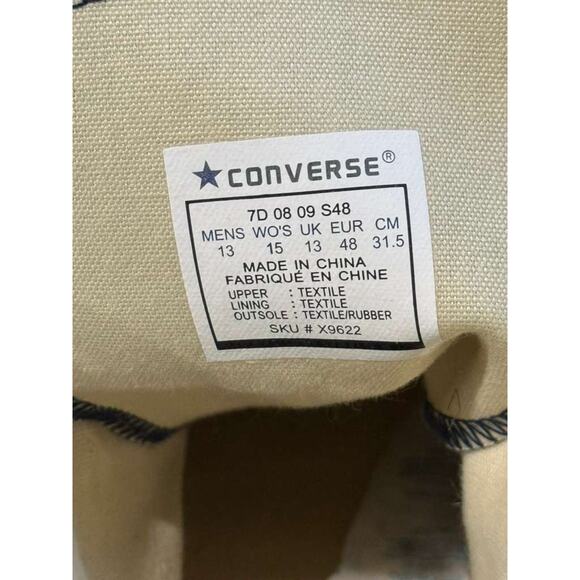 ★CONVERSE®
7D 08 09 S48
MENS WO'S UK EUR CM
13 15 13 48 31.5
MADE IN CHINA
FABRIQUÉ EN CHINE
UPPER : TEXTILE
LINING : TEXTILE
OUTSOLE : TEXTILE/RUBBER
SKU # X9622